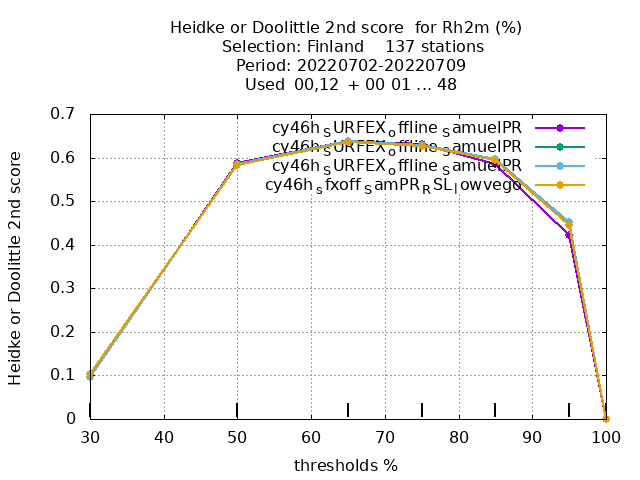 Heidke or Doolittle 2nd score  for Rh2m (%)
Selection: Finland    137 stations
Period: 20220702-20220709
Used  00,12  + 00 01 ... 48
cy46h_SURFEX_offline_SamuelPR
cy46h_SURFEX_offline_SamuelPR
cy46h_SURFEX_offline_SamuelPR
cy46h_sfxoff_SamPR_RSL_lowvego
Heidke or Doolittle 2nd score
0.7
0.6
0.5
0.4
0.3
0.2
0.1
0
30 40 50 60 70 80 90 100
thresholds %